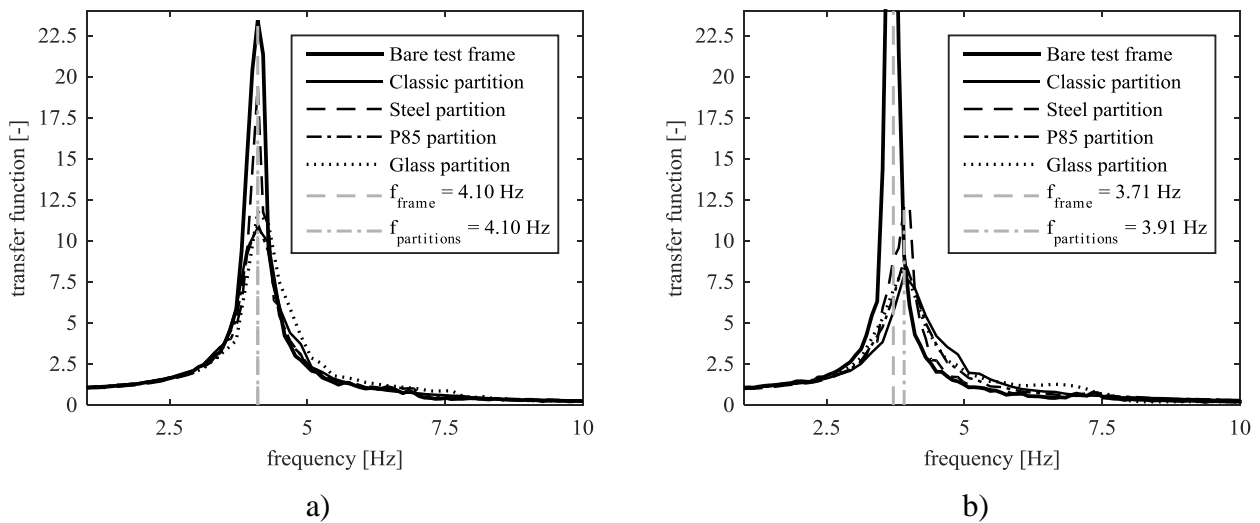 transfer function [-]
22.5
20
17.5
15
12.5
10
7.5
5
2.5
0
2.5 5 7.5 10
frequency [Hz]
Bare test frame
Classic partition
Steel partition
P85 partition
Glass partition
f frame = 4.10 Hz
f partitions = 4.10 Hz
a)
transfer function [-]
22.5
20
17.5
15
12.5
10
7.5
5
2.5
0
2.5 5 7.5 10
frequency [Hz]
Bare test frame
Classic partition
Steel partition
P85 partition
Glass partition
f frame = 3.71 Hz
f partitions = 3.91 Hz
b)